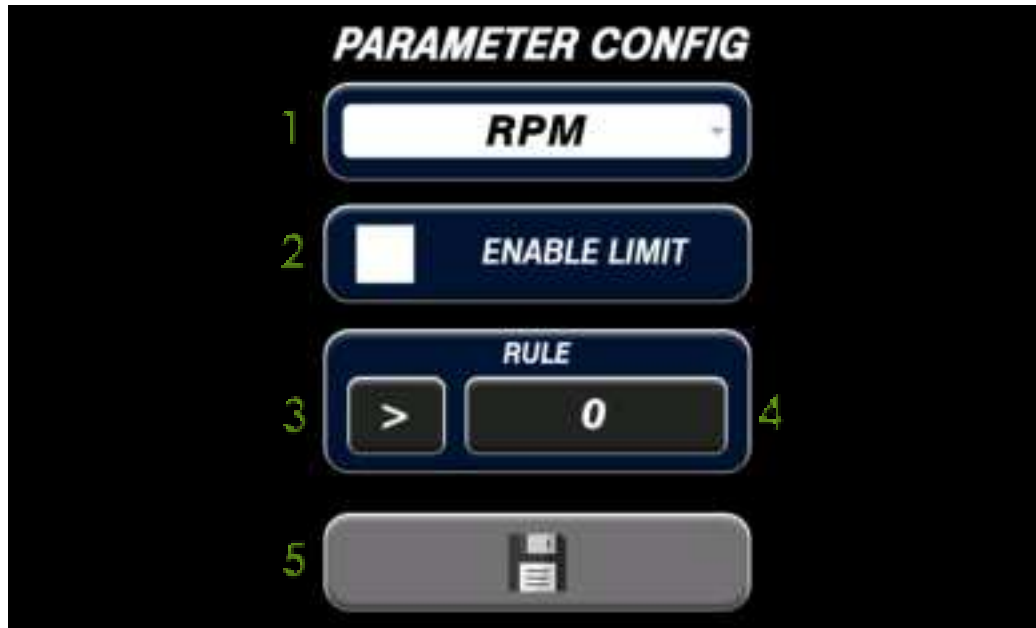 PARAMETER CONFIG
1 RPM
2 ENABLE LIMIT
RULE
3 > 0 4
5